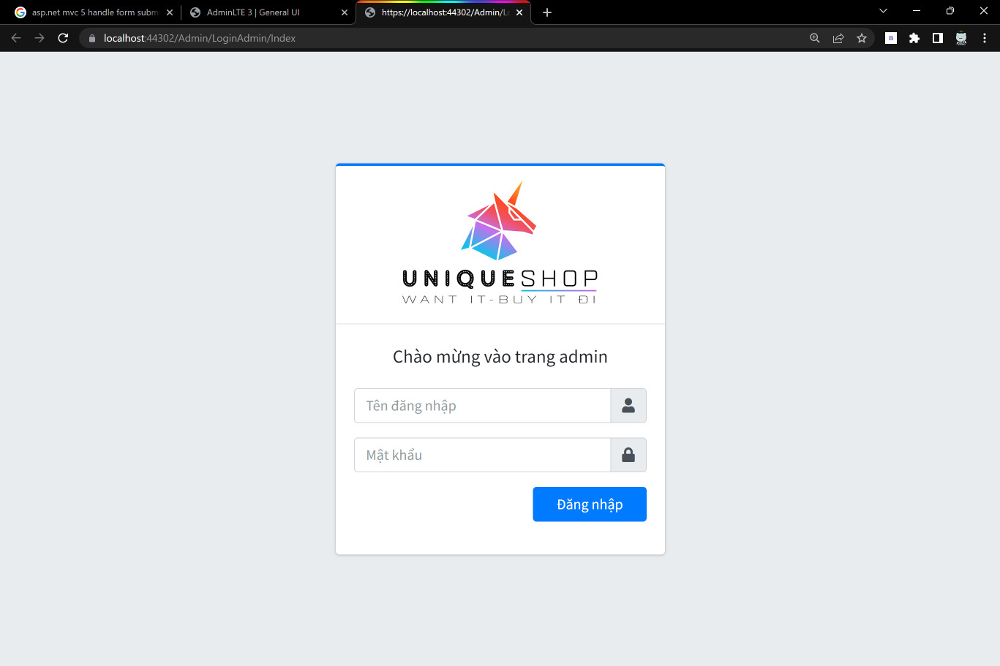 asp.net mvc 5 handle form subm
AdminLTE 3 | General UI
https://localhost:44302/Admin/Lo
localhost:44302/Admin/LoginAdmin/Index
B
UNIQUESHOP
WANT IT-BUY IT ĐI
Chào mừng vào trang admin
Tên đăng nhập
Mật khẩu
Đăng nhập